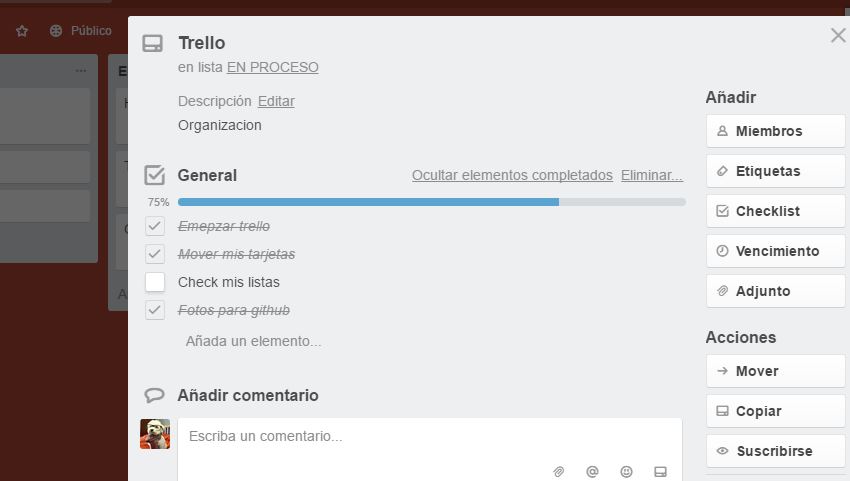 Público
Trello
en lista EN PROCESO
Descripción Editar
Organizacion
General
Ocultar elementos completados Eliminar...
75%
Emepzar trello
Mover mis tarjetas
Check mis listas
Fotos para github
Añada un elemento...
Añadir comentario
Escriba un comentario...
Añadir
Miembros
Etiquetas
Checklist
Vencimiento
Adjunto
Acciones
Mover
Copiar
Suscribirse